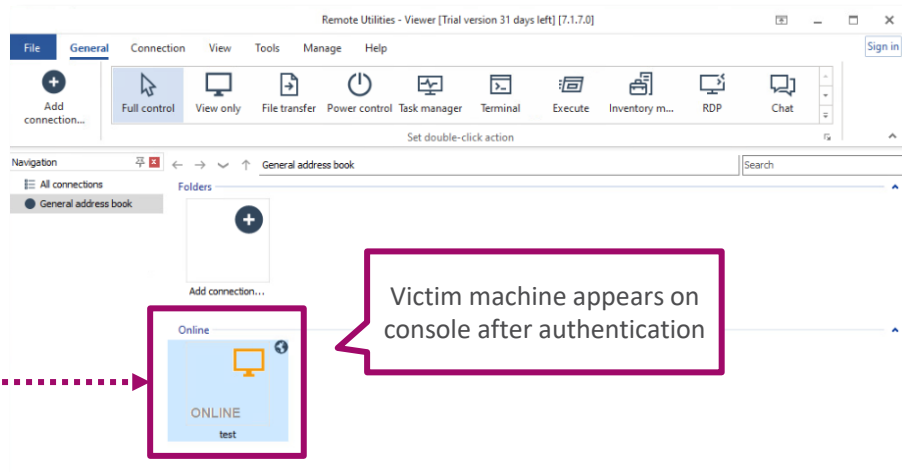 Remote Utilities - Viewer [Trial version 31 days left] [7.1.7.0]
File General Connection View Tools Manage Help Sign in
Add connection...
Full control
View only
File transfer
Power control
Task manager
Terminal
Execute
Inventory m...
RDP
Chat
Set double-click action
Navigation
General address book
Search
All connections
General address book
Folders
Add connection...
Victim machine appears on
console after authentication
Online
ONLINE
test